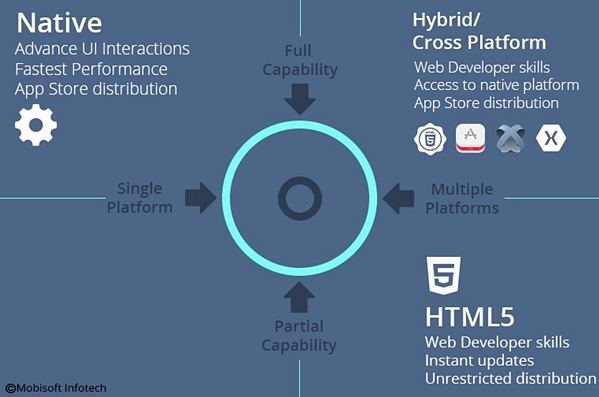 Native
Advance UI Interactions
Fastest Performance
App Store distribution
Hybrid/
Cross Platform
Web Developer skills
Access to native platform
App Store distribution
5
X
Full
Capability
Single
Platform
Multiple
Platforms
Partial
Capability
5
HTML5
Web Developer skills
Instant updates
Unrestricted distribution
©Mobisoft Infotech